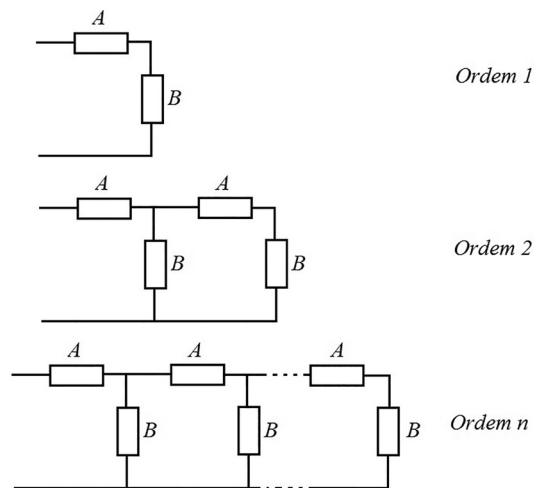 A
B
Ordem 1
A A
B B
Ordem 2
A A A
B B B
Ordem n